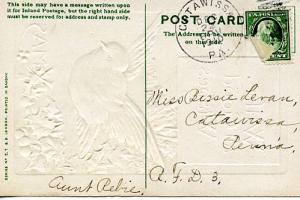 This side may have a message written upon
it for Inland Postage, but the right hand side
must be reserved for address and stamp only.
POST CARD
The Address to be written
on this side.
CATAWISSA
PA.
Miss Bessie Levan,
Catawissa,
Penna,
R. F. D. 3,
Aunt Rebie.